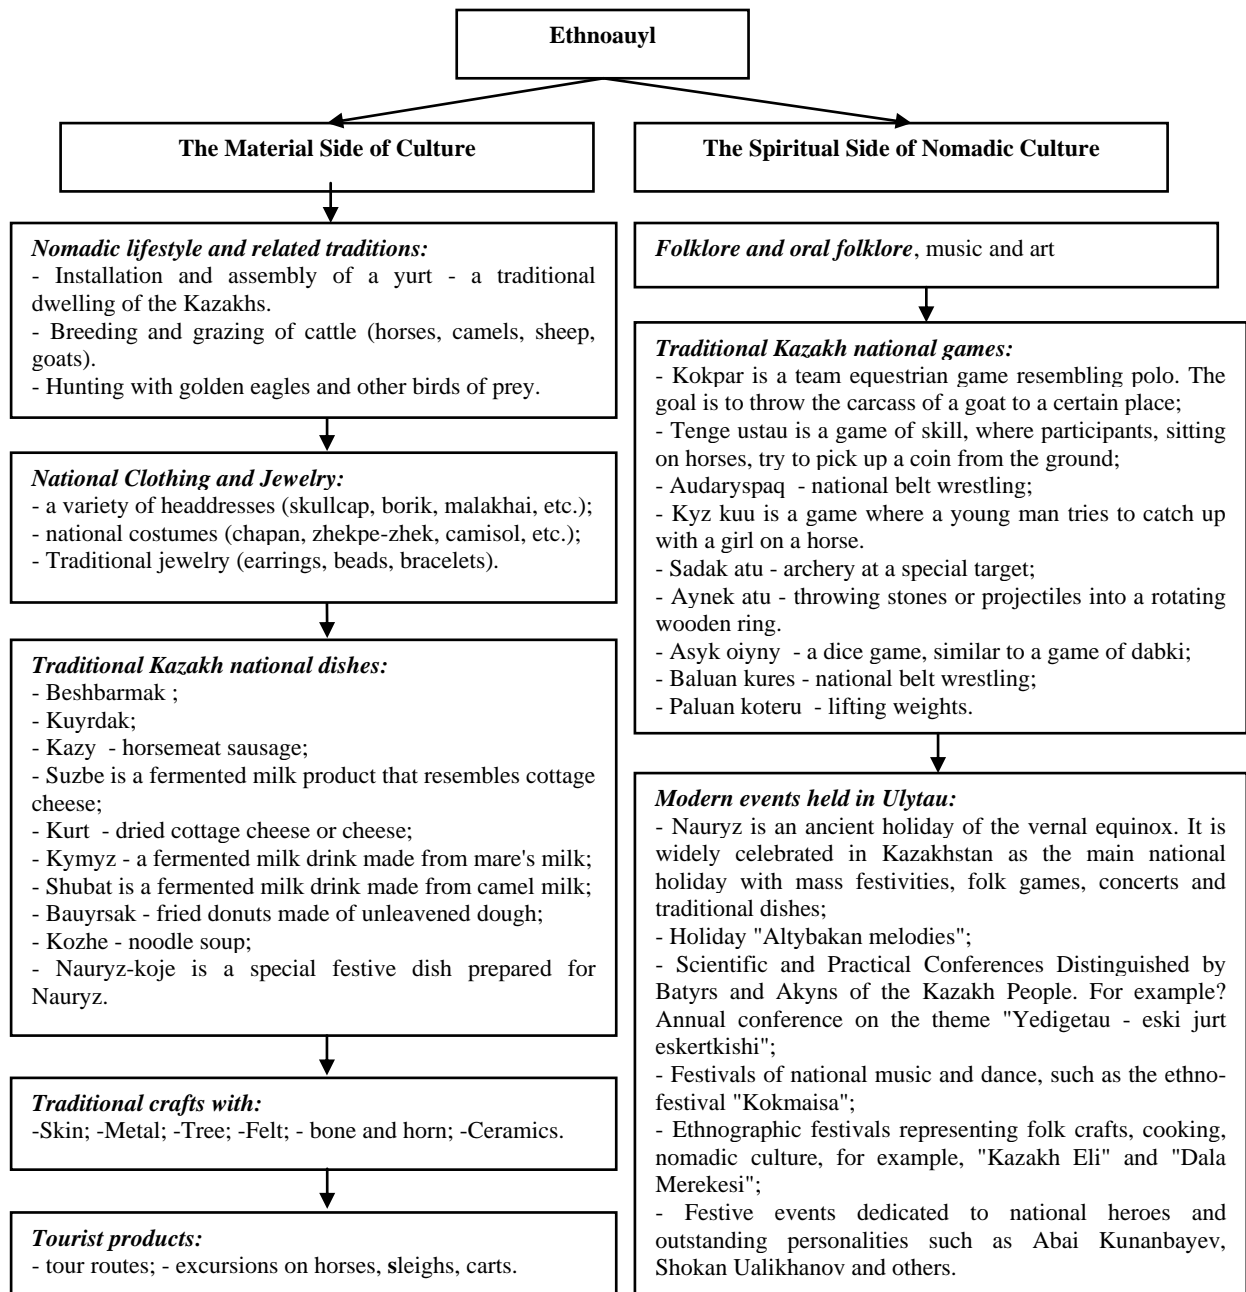 Ethnoauyl
The Material Side of Culture
The Spiritual Side of Nomadic Culture
Nomadic lifestyle and related traditions:
- Installation and assembly of a yurt - a traditional
dwelling of the Kazakhs.
- Breeding and grazing of cattle (horses, camels, sheep,
goats).
- Hunting with golden eagles and other birds of prey.
National Clothing and Jewelry:
- a variety of headdresses (skullcap, borik, malakhai, etc.);
- national costumes (chapan, zhekpe-zhek, camisol, etc.);
- Traditional jewelry (earrings, beads, bracelets).
Traditional Kazakh national dishes:
- Beshbarmak ;
- Kuyrdak;
- Kazy - horsemeat sausage;
- Suzbe is a fermented milk product that resembles cottage
cheese;
- Kurt - dried cottage cheese or cheese;
- Kymyz - a fermented milk drink made from mare's milk;
- Shubat is a fermented milk drink made from camel milk;
- Bauyrsak - fried donuts made of unleavened dough;
- Kozhe - noodle soup;
- Nauryz-koje is a special festive dish prepared for
Nauryz.
Traditional crafts with:
-Skin; -Metal; -Tree; -Felt; - bone and horn; -Ceramics.
Tourist products:
- tour routes; - excursions on horses, sleighs, carts.
Folklore and oral folklore, music and art
Traditional Kazakh national games:
- Kokpar is a team equestrian game resembling polo. The
goal is to throw the carcass of a goat to a certain place;
- Tenge ustau is a game of skill, where participants, sitting
on horses, try to pick up a coin from the ground;
- Audaryspaq - national belt wrestling;
- Kyz kuu is a game where a young man tries to catch up
with a girl on a horse.
- Sadak atu - archery at a special target;
- Aynek atu - throwing stones or projectiles into a rotating
wooden ring.
- Asyk oiyny - a dice game, similar to a game of dabki;
- Baluan kures - national belt wrestling;
- Paluan koteru - lifting weights.
Modern events held in Ulytau:
- Nauryz is an ancient holiday of the vernal equinox. It is
widely celebrated in Kazakhstan as the main national
holiday with mass festivities, folk games, concerts and
traditional dishes;
- Holiday "Altybakan melodies";
- Scientific and Practical Conferences Distinguished by
Batyrs and Akyns of the Kazakh People. For example?
Annual conference on the theme "Yedigetau - eski jurt
eskertkishi";
- Festivals of national music and dance, such as the ethno-
festival "Kokmaisa";
- Ethnographic festivals representing folk crafts, cooking,
nomadic culture, for example, "Kazakh Eli" and "Dala
Merekesi";
- Festive events dedicated to national heroes and
outstanding personalities such as Abai Kunanbayev,
Shokan Ualikhanov and others.